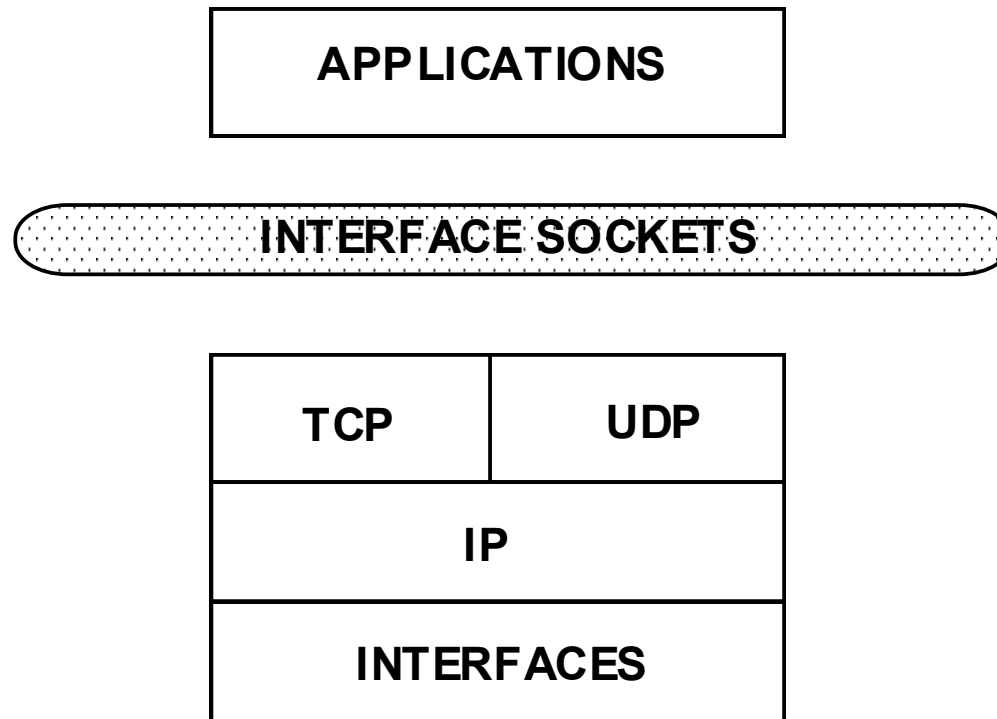 APPLICATIONS
INTERFACE SOCKETS
TCP UDP
IP
INTERFACES